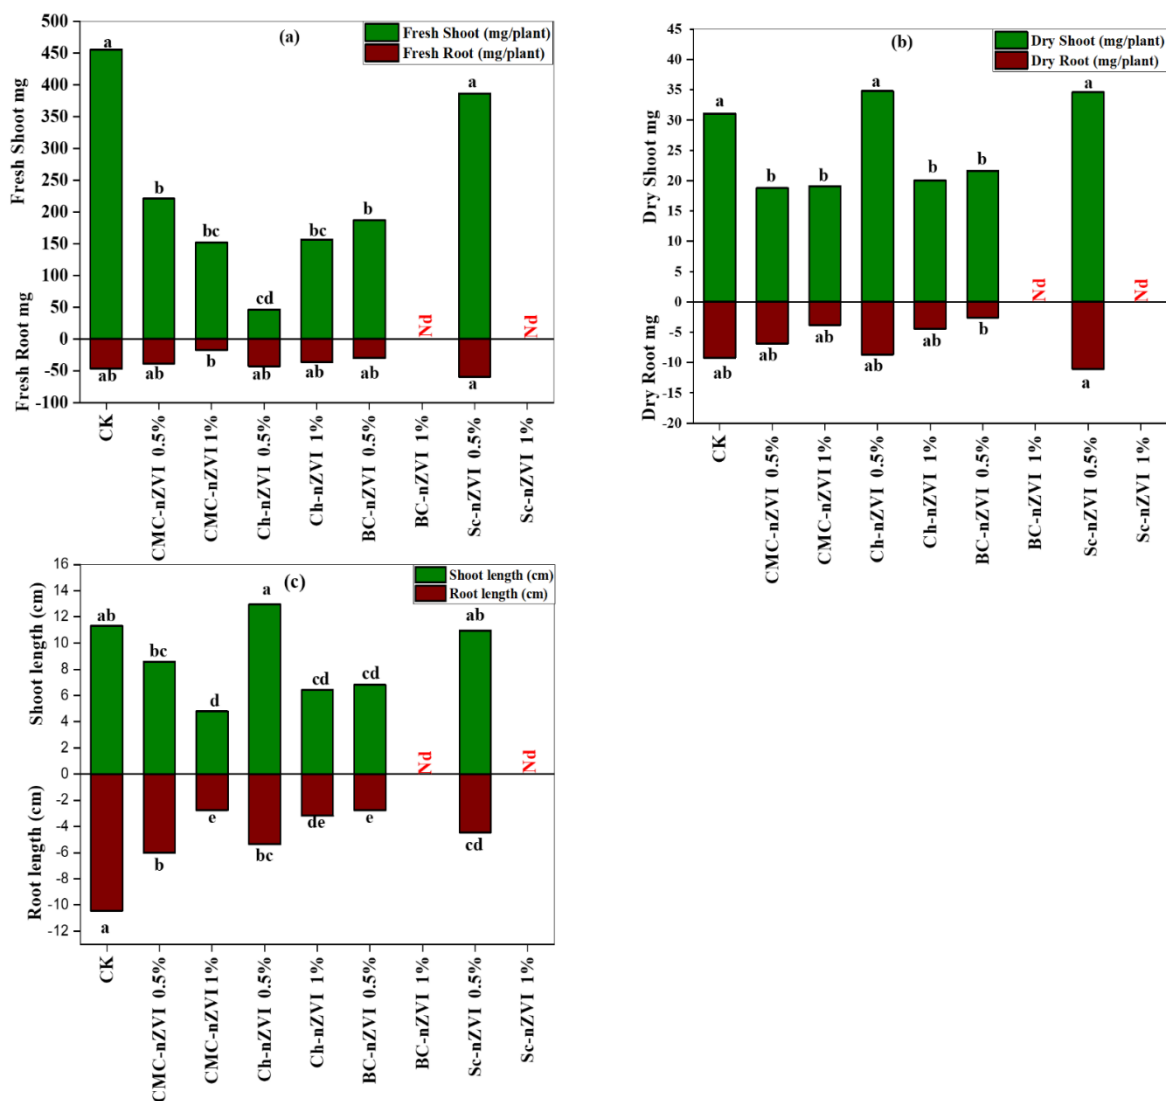 (a)
Fresh Shoot (mg/plant)
Fresh Root (mg/plant)
Fresh Shoot mg
Fresh Root mg
500
450
400
350
300
250
200
150
100
50
0
-50
-100
a
b
bc
cd
bc
b
Nd
a
Nd
ab
ab
b
ab
ab
ab
a
CK
CMC-nZVI 0.5%
CMC-nZVI 1%
Ch-nZVI 0.5%
Ch-nZVI 1%
BC-nZVI 0.5%
BC-nZVI 1%
Sc-nZVI 0.5%
Sc-nZVI 1%
(b)
Dry Shoot (mg/plant)
Dry Root (mg/plant)
Dry Shoot mg
Dry Root mg
45
40
35
30
25
20
15
10
5
0
-5
-10
-15
-20
a
b
b
a
b
b
Nd
a
Nd
ab
ab
ab
ab
ab
b
a
CK
CMC-nZVI 0.5%
CMC-nZVI 1%
Ch-nZVI 0.5%
Ch-nZVI 1%
BC-nZVI 0.5%
BC-nZVI 1%
Sc-nZVI 0.5%
Sc-nZVI 1%
(c)
Shoot length (cm)
Root length (cm)
Shoot length (cm)
Root length (cm)
16
14
12
10
8
6
4
2
0
-2
-4
-6
-8
-10
-12
ab
bc
d
a
cd
cd
Nd
ab
Nd
a
b
e
bc
de
e
cd
CK
CMC-nZVI 0.5%
CMC-nZVI 1%
Ch-nZVI 0.5%
Ch-nZVI 1%
BC-nZVI 0.5%
BC-nZVI 1%
Sc-nZVI 0.5%
Sc-nZVI 1%